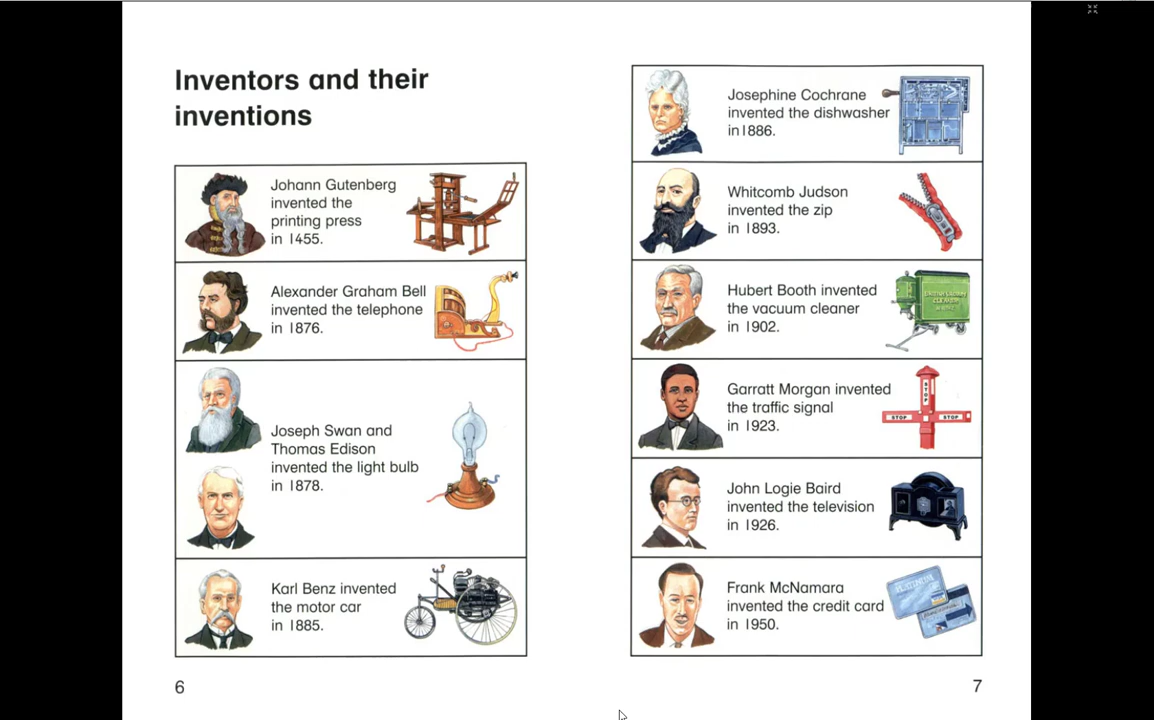 Inventors and their
inventions
Johann Gutenberg
invented the
printing press
in 1455.
Alexander Graham Bell
invented the telephone
in 1876.
Joseph Swan and
Thomas Edison
invented the light bulb
in 1878.
Karl Benz invented
the motor car
in 1885.
6
Josephine Cochrane
invented the dishwasher
in1886.
Whitcomb Judson
invented the zip
in 1893.
Hubert Booth invented
the vacuum cleaner
in 1902.
Garratt Morgan invented
the traffic signal
in 1923.
STOP
STOP
STOP
John Logie Baird
invented the television
in 1926.
Frank McNamara
invented the credit card
in 1950.
PLATINUM
7